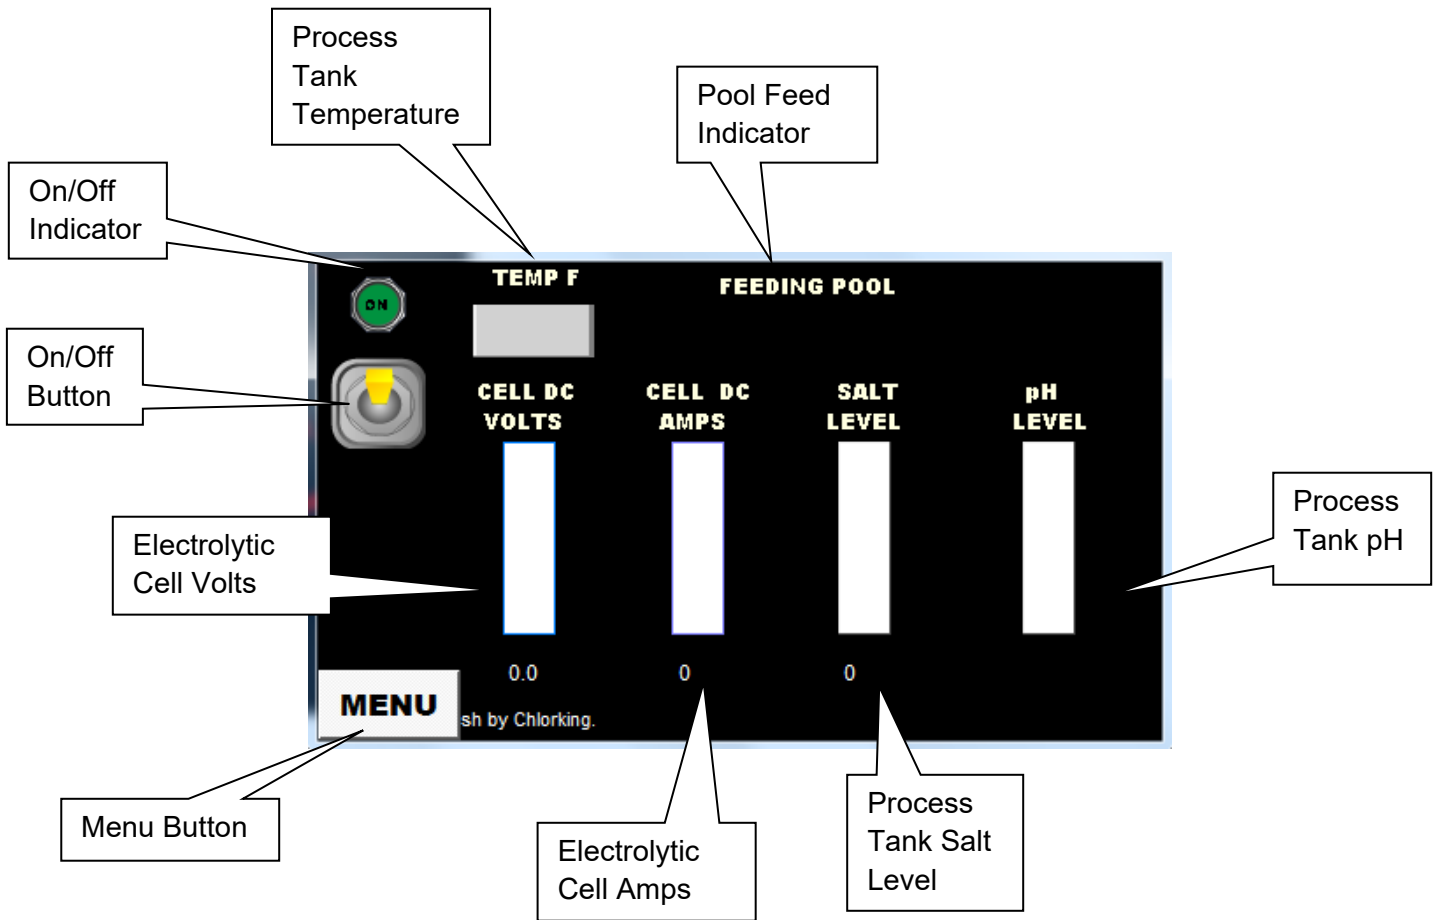 Process
Tank
Temperature
Pool Feed
Indicator
On/Off
Indicator
TEMP F
FEEDING POOL
ON
On/Off
Button
CELL DC
VOLTS
CELL DC
AMPS
SALT
LEVEL
pH
LEVEL
Process
Tank pH
Electrolytic
Cell Volts
0.0
0
0
MENU
sh by Chlorking.
Menu Button
Electrolytic
Cell Amps
Process
Tank Salt
Level